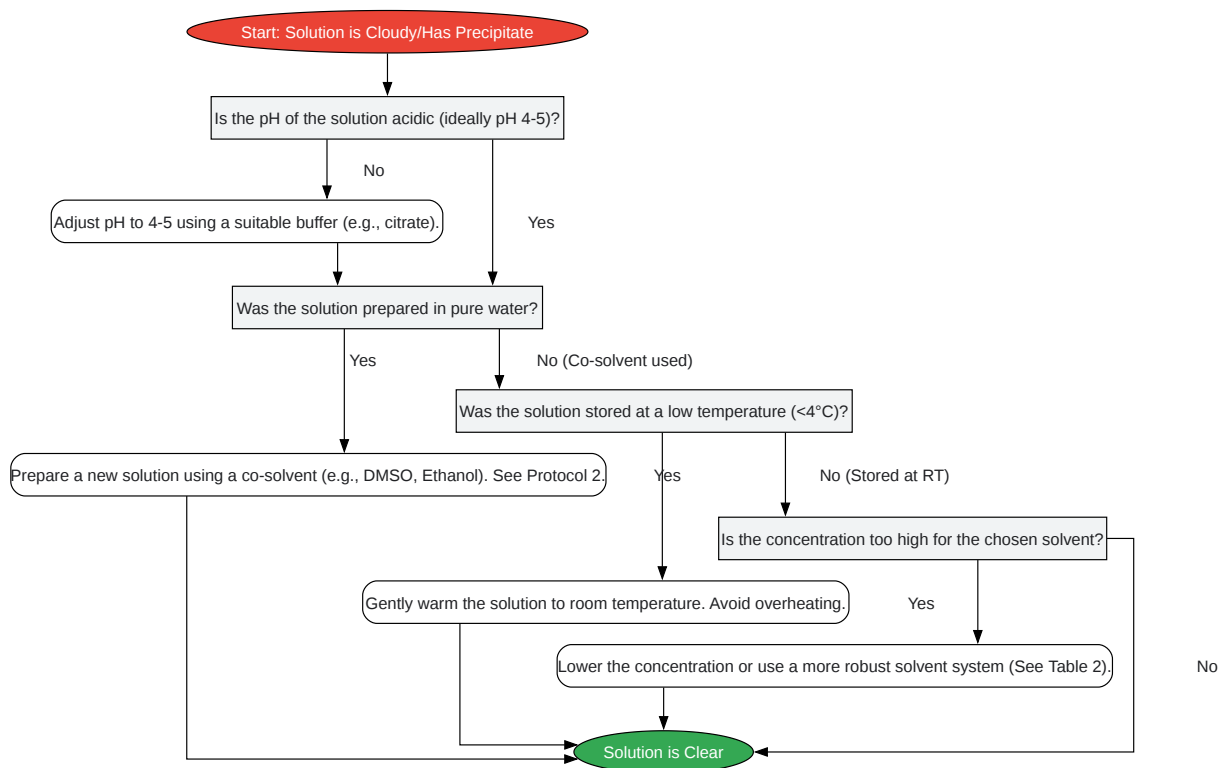 Start: Solution is Cloudy/Has Precipitate
Is the pH of the solution acidic (ideally pH 4-5)?
No
Adjust pH to 4-5 using a suitable buffer (e.g., citrate).
Yes
Was the solution prepared in pure water?
Yes
No (Co-solvent used)
Was the solution stored at a low temperature (<4°C)?
Prepare a new solution using a co-solvent (e.g., DMSO, Ethanol). See Protocol 2.
Yes
No (Stored at RT)
Is the concentration too high for the chosen solvent?
Gently warm the solution to room temperature. Avoid overheating.
Yes
Lower the concentration or use a more robust solvent system (See Table 2).
No
Solution is Clear